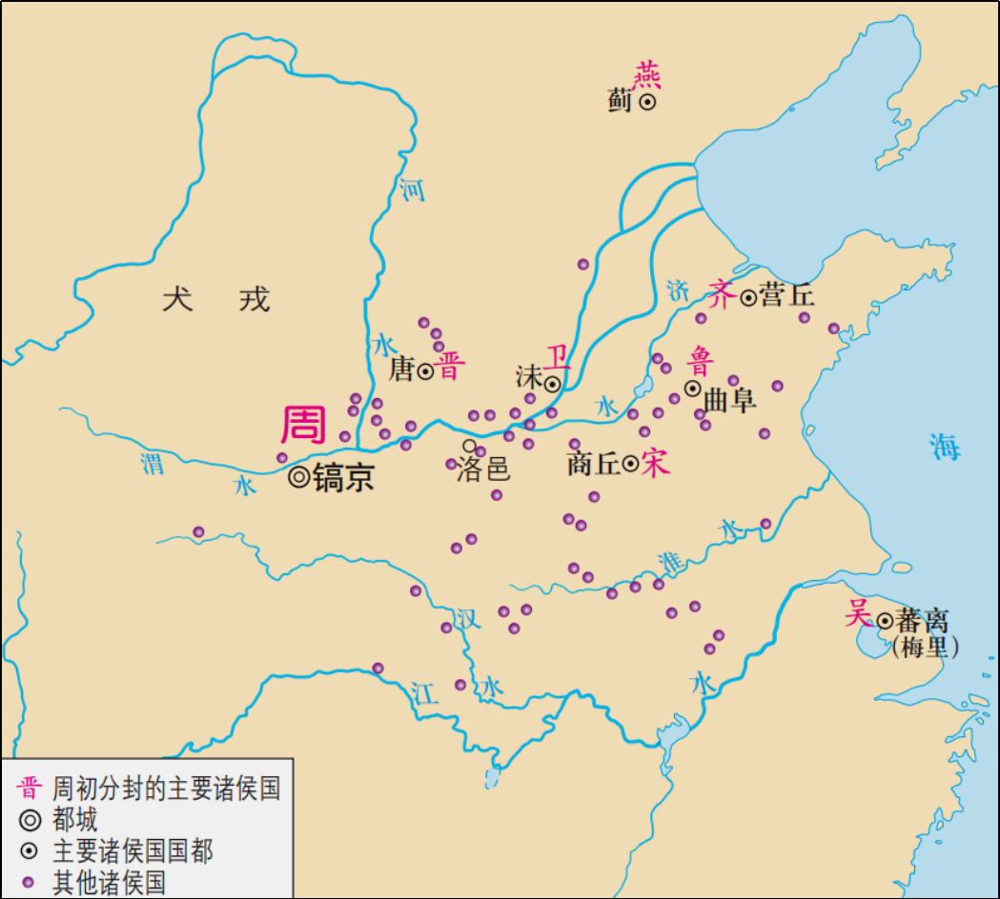 燕
蓟
河
犬 戎
济
齐 营丘
水
唐 晋
卫
沬
鲁
曲阜
水
周
渭
水
镐京
洛邑
商丘 宋
海
淮
水
汉
水
江
水
吴
蕃离
(梅里)
晋 周初分封的主要诸侯国
都城
主要诸侯国国都
其他诸侯国